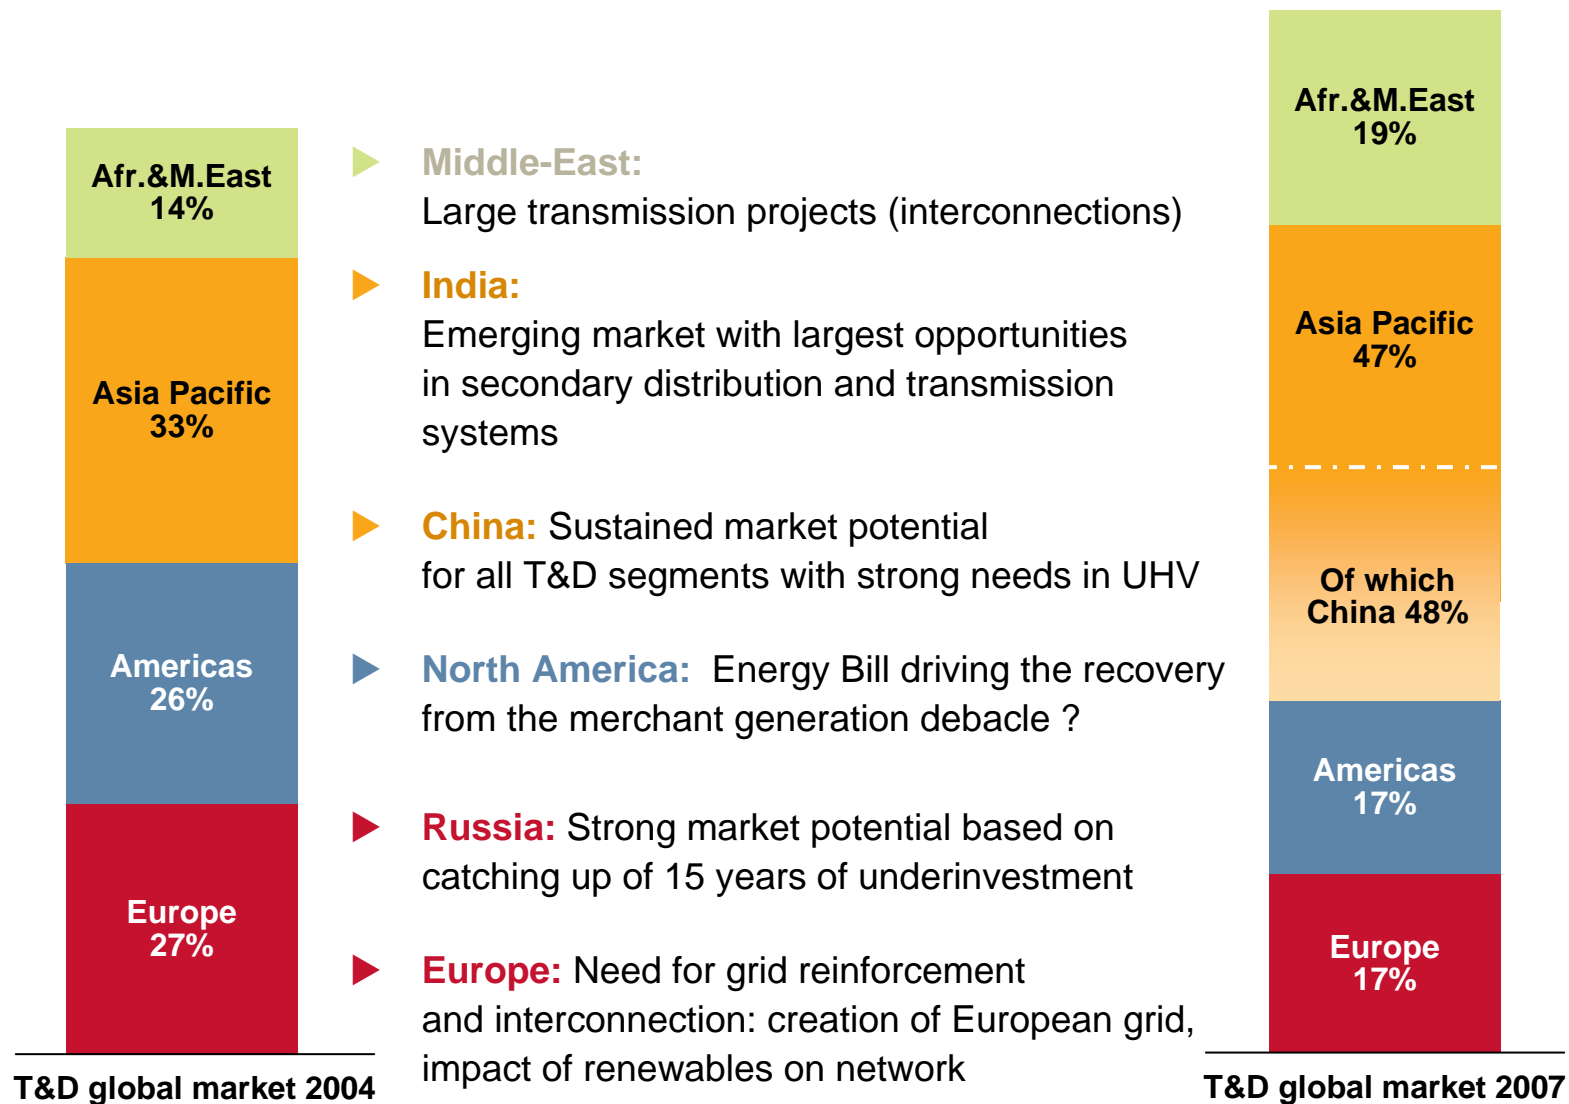 Afr.&M.East
14%
Asia Pacific
33%
Americas
26%
Europe
27%
T&D global market 2004
Middle-East:
Large transmission projects (interconnections)
India:
Emerging market with largest opportunities
in secondary distribution and transmission
systems
China: Sustained market potential
for all T&D segments with strong needs in UHV
North America: Energy Bill driving the recovery
from the merchant generation debacle ?
Russia: Strong market potential based on
catching up of 15 years of underinvestment
Europe: Need for grid reinforcement
and interconnection: creation of European grid,
impact of renewables on network
Afr.&M.East
19%
Asia Pacific
47%
Of which
China 48%
Americas
17%
Europe
17%
T&D global market 2007